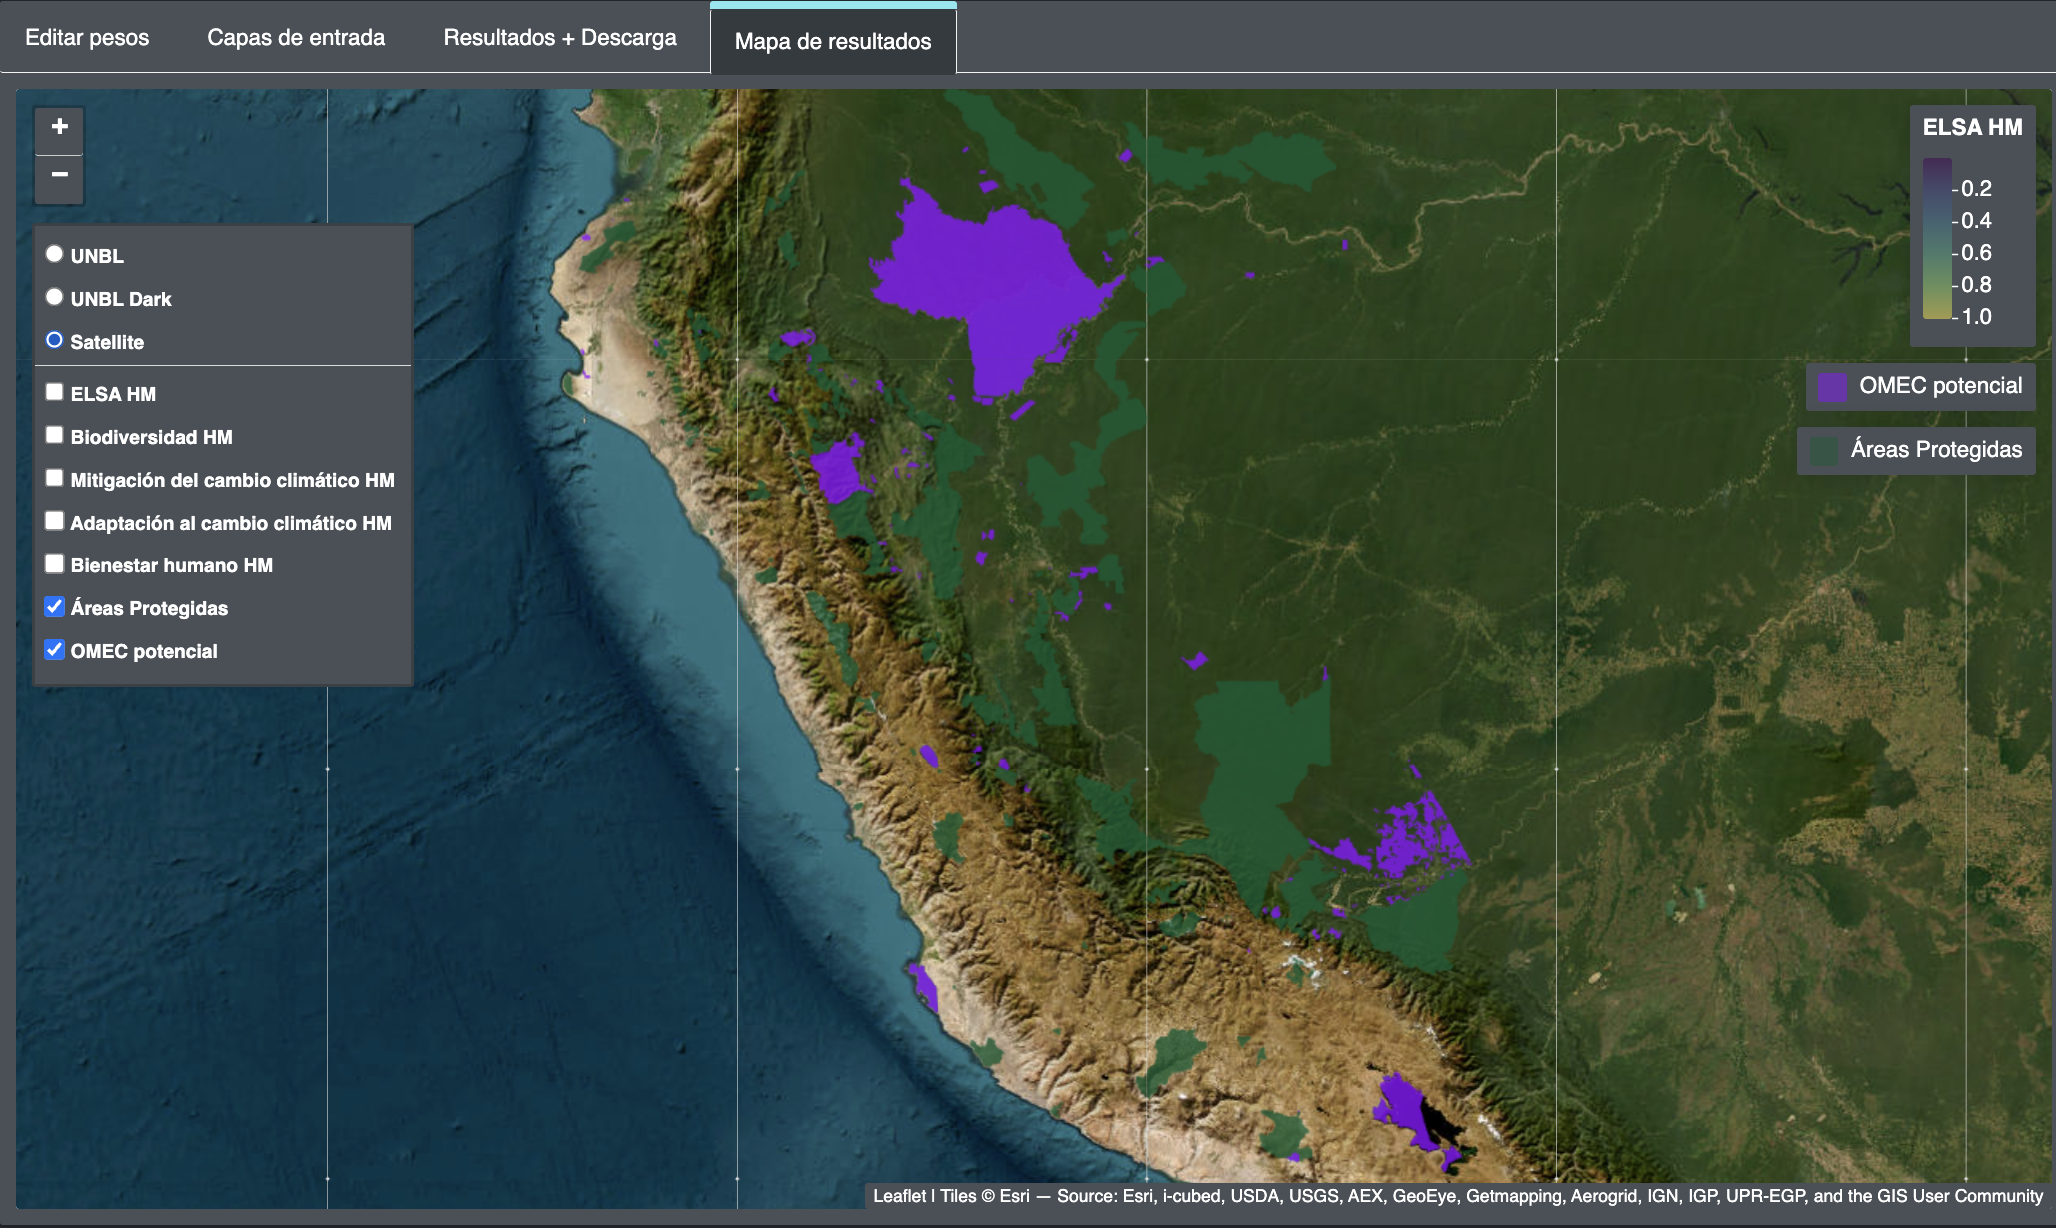 Editar pesos
Capas de entrada
Resultados + Descarga
Mapa de resultados
+
−
UNBL
UNBL Dark
Satellite
ELSA HM
Biodiversidad HM
Mitigación del cambio climático HM
Adaptación al cambio climático HM
Bienestar humano HM
Áreas Protegidas
OMEC potencial
ELSA HM
0.2
0.4
0.6
0.8
1.0
OMEC potencial
Áreas Protegidas
Leaflet | Tiles © Esri — Source: Esri, i-cubed, USDA, USGS, AEX, GeoEye, Getmapping, Aerogrid, IGN, IGP, UPR-EGP, and the GIS User Community